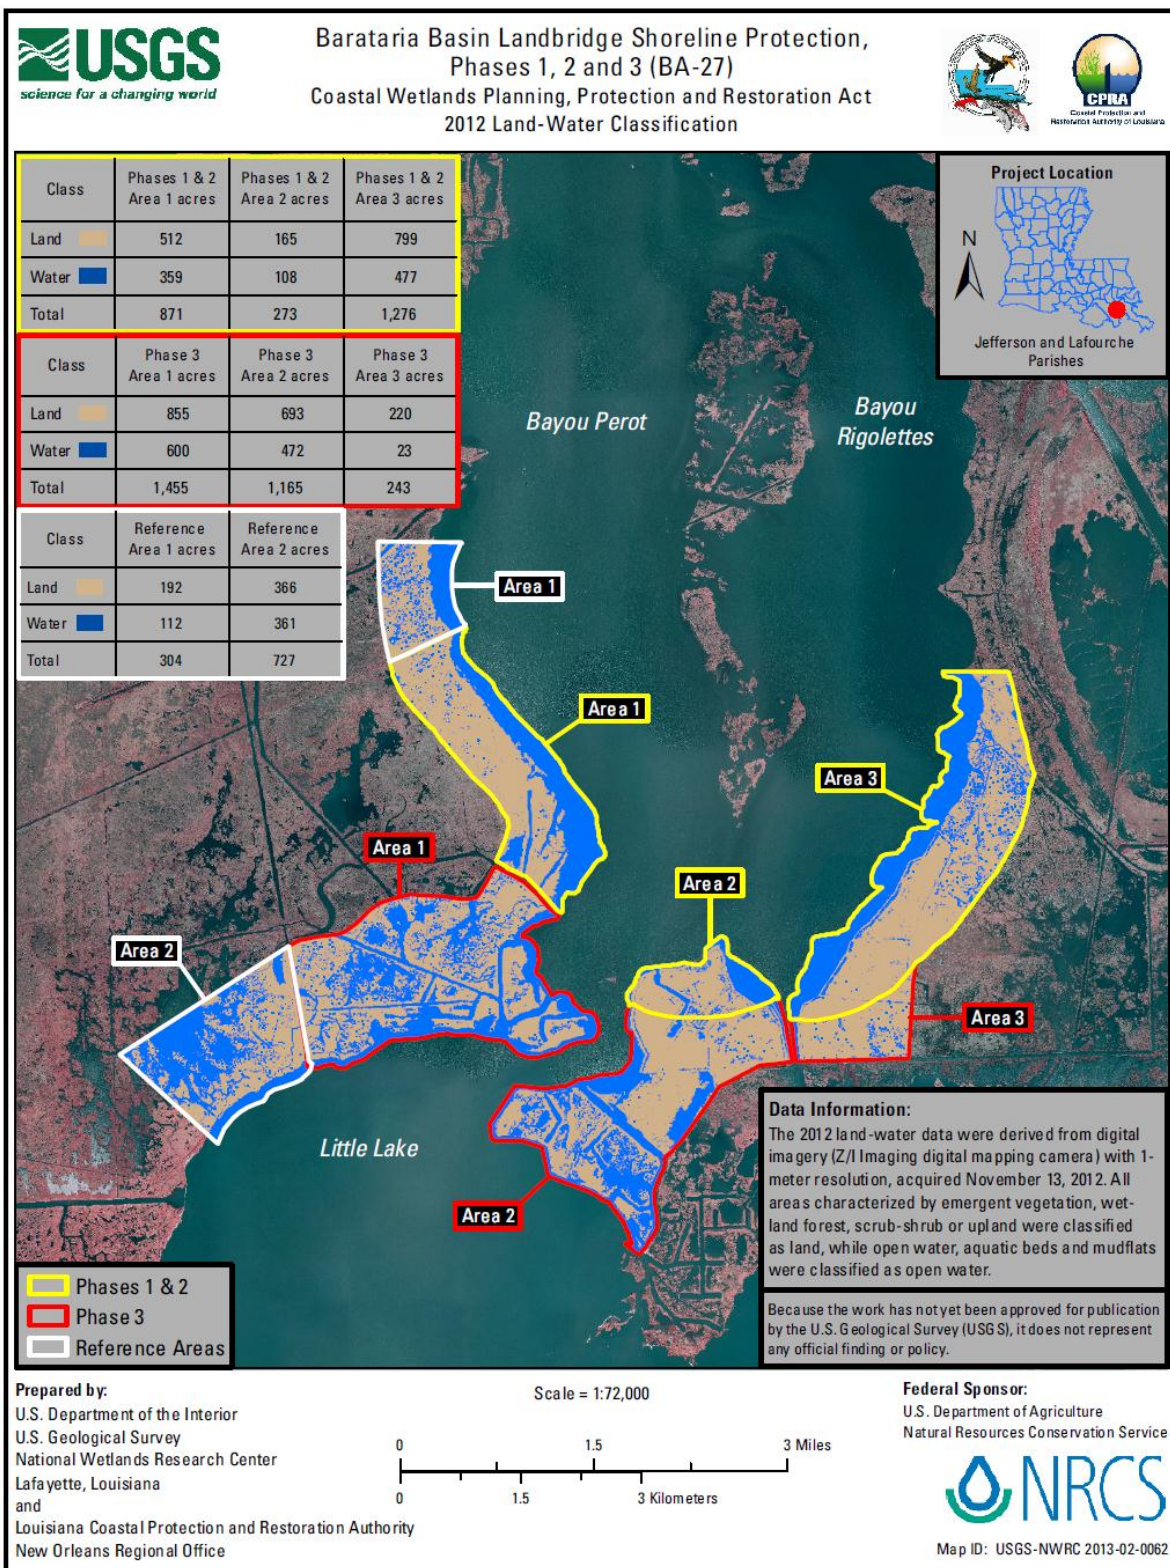 USGS
science for a changing world
Barataria Basin Landbridge Shoreline Protection,
Phases 1, 2 and 3 (BA-27)
Coastal Wetlands Planning, Protection and Restoration Act
2012 Land-Water Classification
CPRA
Coastal Protection and
Restoration Authority of Louisiana
Class Phases 1 & 2 Area 1 acres Phases 1 & 2 Area 2 acres Phases 1 & 2 Area 3 acres
Land 512 165 799
Water 359 108 477
Total 871 273 1,276
Class Phase 3 Area 1 acres Phase 3 Area 2 acres Phase 3 Area 3 acres
Land 855 693 220
Water 600 472 23
Total 1,455 1,165 243
Class Reference Area 1 acres Reference Area 2 acres
Land 192 366
Water 112 361
Total 304 727
Project Location
N
Jefferson and Lafourche
Parishes
Bayou Perot
Bayou
Rigolettes
Area 1
Area 1
Area 3
Area 1
Area 2
Area 2
Area 3
Little Lake
Area 2
Data Information:
The 2012 land-water data were derived from digital
imagery (Z/I Imaging digital mapping camera) with 1-
meter resolution, acquired November 13, 2012. All
areas characterized by emergent vegetation, wet-
land forest, scrub-shrub or upland were classified
as land, while open water, aquatic beds and mudflats
were classified as open water.
Because the work has not yet been approved for publication
by the U.S. Geological Survey (USGS), it does not represent
any official finding or policy.
Phases 1 & 2
Phase 3
Reference Areas
Prepared by:
U.S. Department of the Interior
U.S. Geological Survey
National Wetlands Research Center
Lafayette, Louisiana
and
Louisiana Coastal Protection and Restoration Authority
New Orleans Regional Office
Scale = 1:72,000
0 1.5 3 Miles
0 1.5 3 Kilometers
Federal Sponsor:
U.S. Department of Agriculture
Natural Resources Conservation Service
NRCS
Map ID: USGS-NWRC 2013-02-0062